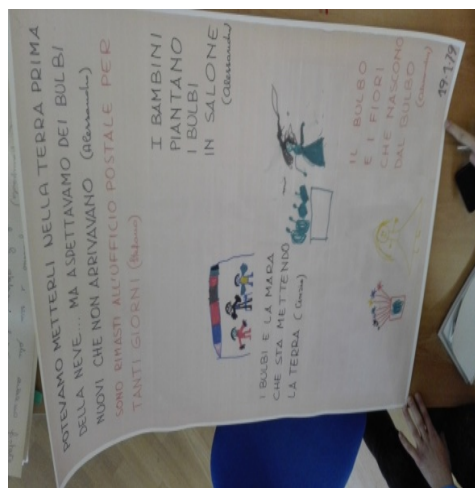 POTEVAMO METTERLI NELLA TERRA PRIMA
DELLA NEVE... MA ASPETTAVAMO DEI BULBI
NUOVI CHE NON ARRIVAVANO (Alessandro)
SONO RIMASTI ALL'UFFICIO POSTALE PER
TANTI GIORNI
I BAMBINI
PIANTANO
I BULBI
IN SALONE
(Alessandro)
I BULBI E LA MARA
CHE STA METTENDO
LA TERRA
IL BULBO
E I FIORI
CHE NASCONO
DAL BULBO